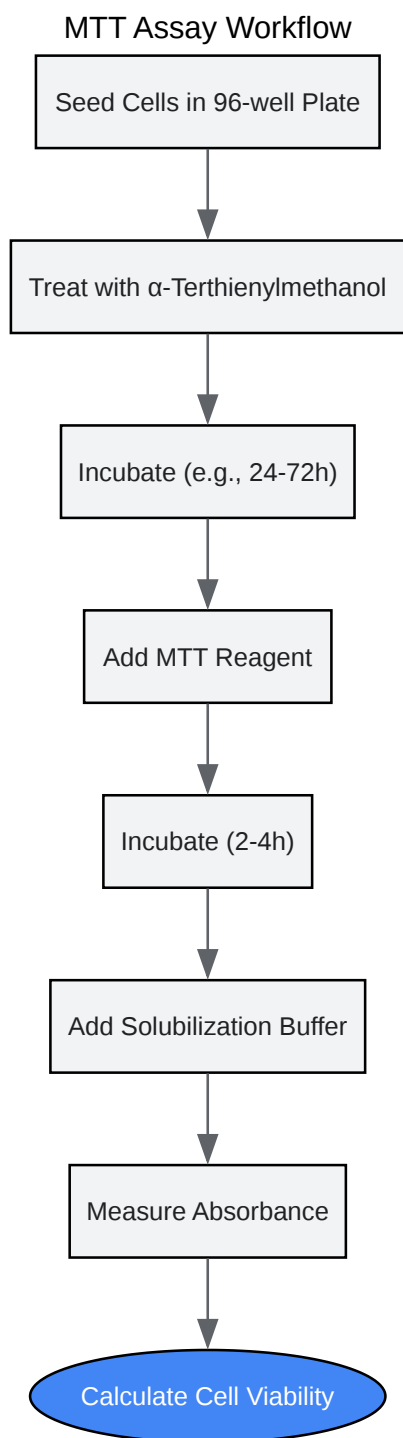 MTT Assay Workflow
Seed Cells in 96-well Plate
Treat with α-Terthienylmethanol
Incubate (e.g., 24-72h)
Add MTT Reagent
Incubate (2-4h)
Add Solubilization Buffer
Measure Absorbance
Calculate Cell Viability